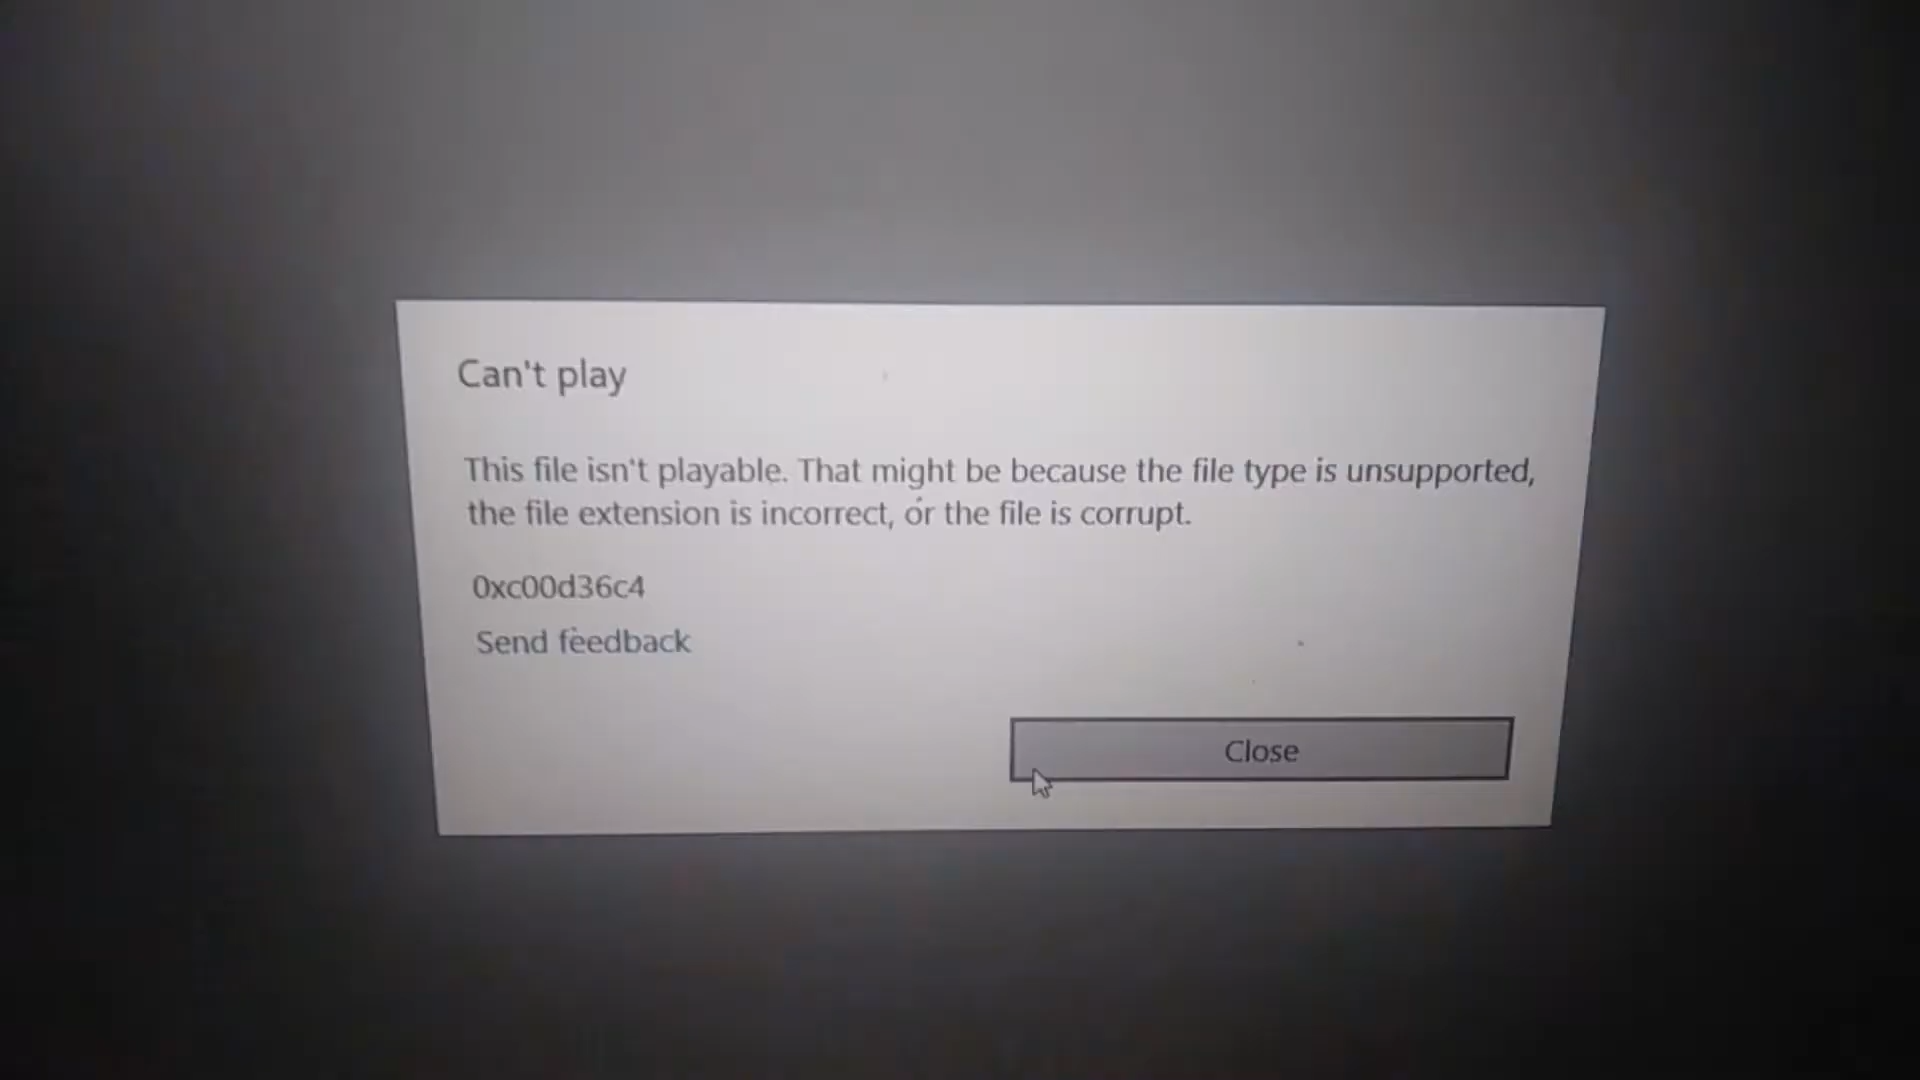 Can't play
This file isn't playable. That might be because the file type is unsupported,
the file extension is incorrect, or the file is corrupt.
0xc00d36c4
Send feedback
Close